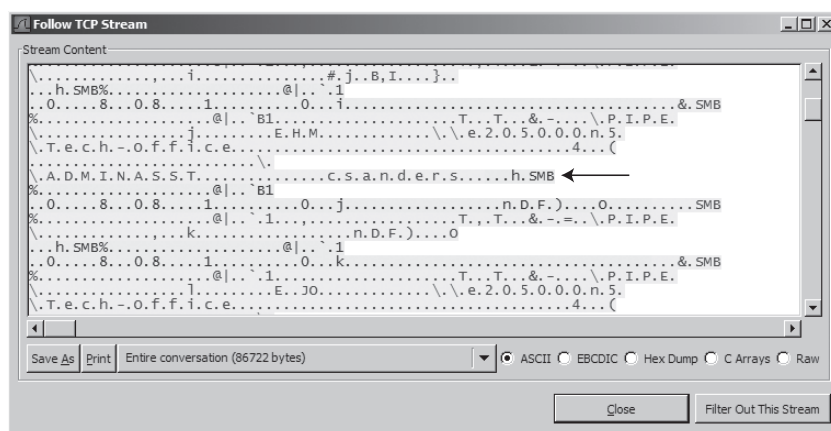 Follow TCP Stream
Stream Content
\.............,...i...................#.j..B,I....}..
...h.SMB%...................@|..`.1
..0.....8...0.8.....1..........0...i.....................................&.SMB
%...................@|..`B1.....................T...T...&.-....\.P.I.P.E.
\.................j.........E.H.M..............\.\.e.2.0.5.0.0.0.n.5.
\.T.e.c.h.-.O.f.f.i.c.e..................................4...(
...........................\.
\.A.D.M.I.N.A.S.S.T...............c.s.a.n.d.e.r.s......h.SMB
%...................@|..`B1
..0.....8...0.8.....1..........0...j..................n.D.F.)....O..........SMB
%...................@|..`.1...,...................T.,.T...&.-.=..\.P.I.P.E.
\.............,...k...................n.D.F.)....O
...h.SMB%...................@|..`.1
..0.....8...0.8.....1..........0...k.....................................&.SMB
%...................@|..`.1.....................T...T...&.-....\.P.I.P.E.
\.................l.........E..JO..............\.\.e.2.0.5.0.0.0.n.5.
\.T.e.c.h.-.O.f.f.i.c.e..................................4...(
Save As Print Entire conversation (86722 bytes) ASCII EBCDIC Hex Dump C Arrays Raw
Close Filter Out This Stream